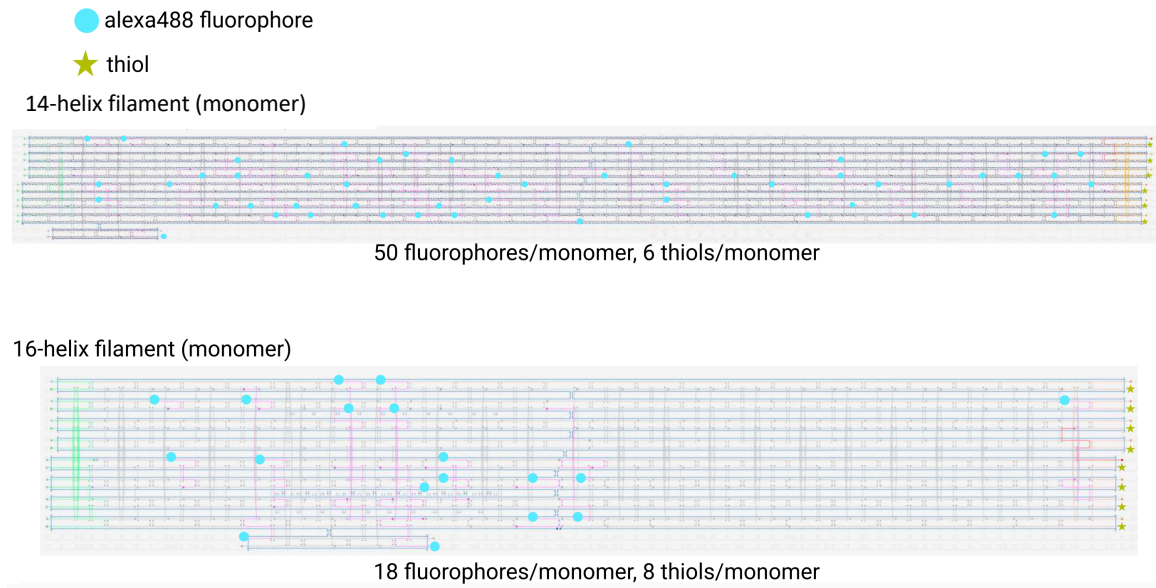 alexa488 fluorophore
thiol
14-helix filament (monomer)
50 fluorophores/monomer, 6 thiols/monomer
16-helix filament (monomer)
18 fluorophores/monomer, 8 thiols/monomer